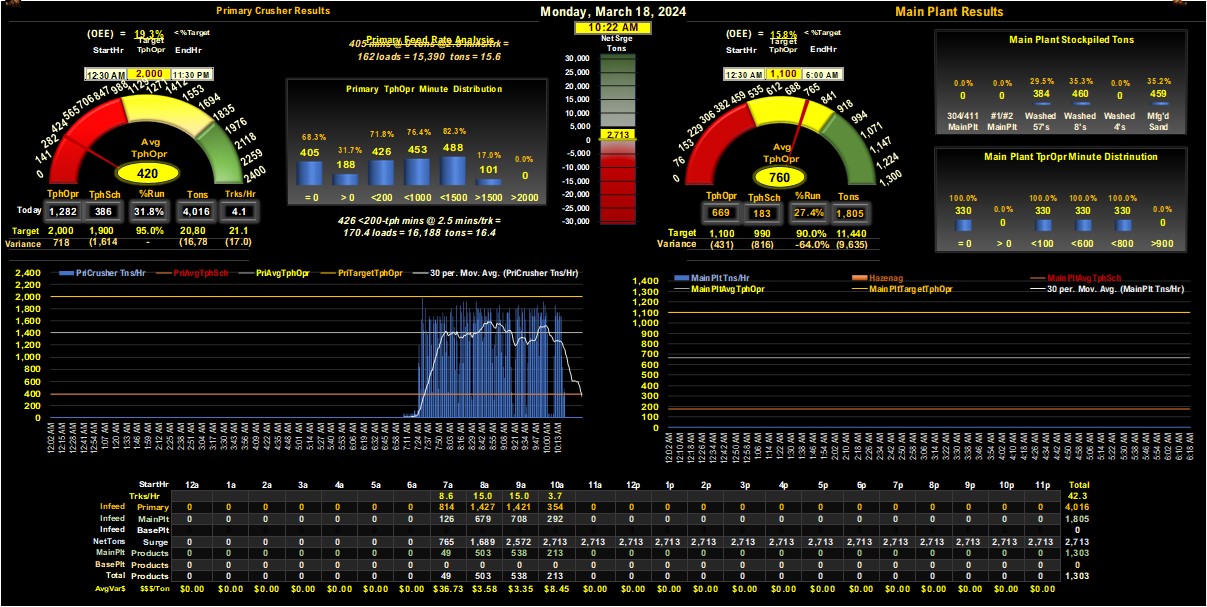 Primary Crusher Results
Monday, March 18, 2024
Main Plant Results
10:22 AM
(OEE) = 19.3% < %Target
Target
StartHr TphOpr EndHr
12:30 AM 2,000 11:30 PM
0 141 282 424 565 706 847 988 1129 1271 1412 1553 1694 1835 1976 2118 2259 2400
Avg
TphOpr
420
TphOpr TphSch %Run Tons Trks/Hr
Today 1,282 386 31.8% 4,016 4.1
Target 2,000 1,900 95.0% 20,80 21.1
Variance 718 (1,614 - (16,78 (17.0)
Primary Feed Rate Analysis
405 mins @ 0 tons @2.5 mins/trk =
162 loads = 15,390 tons = 15.6
Primary TphOpr Minute Distribution
68.3% 31.7% 71.8% 76.4% 82.3% 17.0% 0.0%
405 188 426 453 488 101 0
= 0 > 0 <200 <1000 <1500 >1500 >2000
426 <200-tph mins @ 2.5 mins/trk =
170.4 loads = 16,188 tons = 16.4
Net Srge
Tons
30,000
25,000
20,000
15,000
10,000
5,000
2,713
0
-5,000
-10,000
-15,000
-20,000
-25,000
-30,000
(OEE) = 15.8% < %Target
Target
StartHr TphOpr EndHr
12:30 AM 1,100 6:00 AM
0 76 153 229 306 382 459 535 612 688 765 841 918 994 1,071 1,147 1,224 1,300
Avg
TphOpr
760
TphOpr TphSch %Run Tons
669 183 27.4% 1,805
Target 1,100 990 90.0% 11,440
Variance (431) (816) -64.0% (9,635)
Main Plant Stockpiled Tons
0.0% 0.0% 29.5% 35.3% 0.0% 35.2%
0 0 384 460 0 459
304/411 #1/#2 Washed Washed Washed Mfg'd
MainPlt MainPlt 57's 8's 4's Sand
Main Plant TprOpr Minute Distrinution
100.0% 0.0% 100.0% 100.0% 100.0% 0.0%
330 0 330 330 330 0
= 0 > 0 <100 <600 <800 >900
PriCrusher Tns/Hr PriAvgTphSch PriAvgTphOpr PriTargetTphOpr 30 per. Mov. Avg. (PriCrusher Tns/Hr)
2,400
2,200
2,000
1,800
1,600
1,400
1,200
1,000
800
600
400
200
0
12:02 AM 12:15 AM 12:28 AM 12:41 AM 12:54 AM 1:07 AM 1:20 AM 1:33 AM 1:46 AM 1:59 AM 2:12 AM 2:25 AM 2:38 AM 2:51 AM 3:04 AM 3:17 AM 3:30 AM 3:43 AM 3:56 AM 4:09 AM 4:22 AM 4:35 AM 4:48 AM 5:01 AM 5:14 AM 5:27 AM 5:40 AM 5:53 AM 6:06 AM 6:19 AM 6:32 AM 6:45 AM 6:58 AM 7:11 AM 7:24 AM 7:37 AM 7:50 AM 8:03 AM 8:16 AM 8:29 AM 8:42 AM 8:55 AM 9:08 AM 9:21 AM 9:34 AM 9:47 AM 10:00 AM 10:13 AM
MainPltTns/Hr Hazenag MainPltAvgTphSch
MainPltAvgTphOpr MainPltTargetTphOpr 30 per. Mov. Avg. (MainPlt Tns/Hr)
1,400
1,300
1,200
1,100
1,000
900
800
700
600
500
400
300
200
100
0
12:02 AM 12:10 AM 12:18 AM 12:26 AM 12:34 AM 12:42 AM 12:50 AM 12:58 AM 1:06 AM 1:14 AM 1:22 AM 1:30 AM 1:38 AM 1:46 AM 1:54 AM 2:02 AM 2:10 AM 2:18 AM 2:26 AM 2:34 AM 2:42 AM 2:50 AM 2:58 AM 3:06 AM 3:14 AM 3:22 AM 3:30 AM 3:38 AM 3:46 AM 3:54 AM 4:02 AM 4:10 AM 4:18 AM 4:26 AM 4:34 AM 4:42 AM 4:50 AM 4:58 AM 5:06 AM 5:14 AM 5:22 AM 5:30 AM 5:38 AM 5:46 AM 5:54 AM 6:02 AM 6:10 AM 6:18 AM
StartHr 12a 1a 2a 3a 4a 5a 6a 7a 8a 9a 10a 11a 12p 1p 2p 3p 4p 5p 6p 7p 8p 9p 10p 11p Total
Trks/Hr 8.6 15.0 15.0 3.7 42.3
Infeed Primary 0 0 0 0 0 0 0 814 1,427 1,421 354 0 0 0 0 0 0 0 0 0 0 0 0 0 4,016
Infeed MainPlt 0 0 0 0 0 0 0 126 679 708 292 0 0 0 0 0 0 0 0 0 0 0 0 0 1,805
Infeed BasePlt 0
NetTons Surge 0 0 0 0 0 0 0 765 1,689 2,572 2,713 2,713 2,713 2,713 2,713 2,713 2,713 2,713 2,713 2,713 2,713 2,713 2,713 2,713 2,713
MainPlt Products 0 0 0 0 0 0 0 49 503 538 213 0 0 0 0 0 0 0 0 0 0 0 0 0 1,303
BasePlt Products 0 0 0 0 0 0 0 0 0 0 0 0 0 0 0 0 0 0 0 0 0 0 0 0 0
Total Products 0 0 0 0 0 0 0 49 503 538 213 0 0 0 0 0 0 0 0 0 0 0 0 0 1,303
AvgVar$ $$$/Ton $0.00 $0.00 $0.00 $0.00 $0.00 $0.00 $0.00 $36.73 $3.58 $3.35 $8.45 $0.00 $0.00 $0.00 $0.00 $0.00 $0.00 $0.00 $0.00 $0.00 $0.00 $0.00 $0.00 $0.00